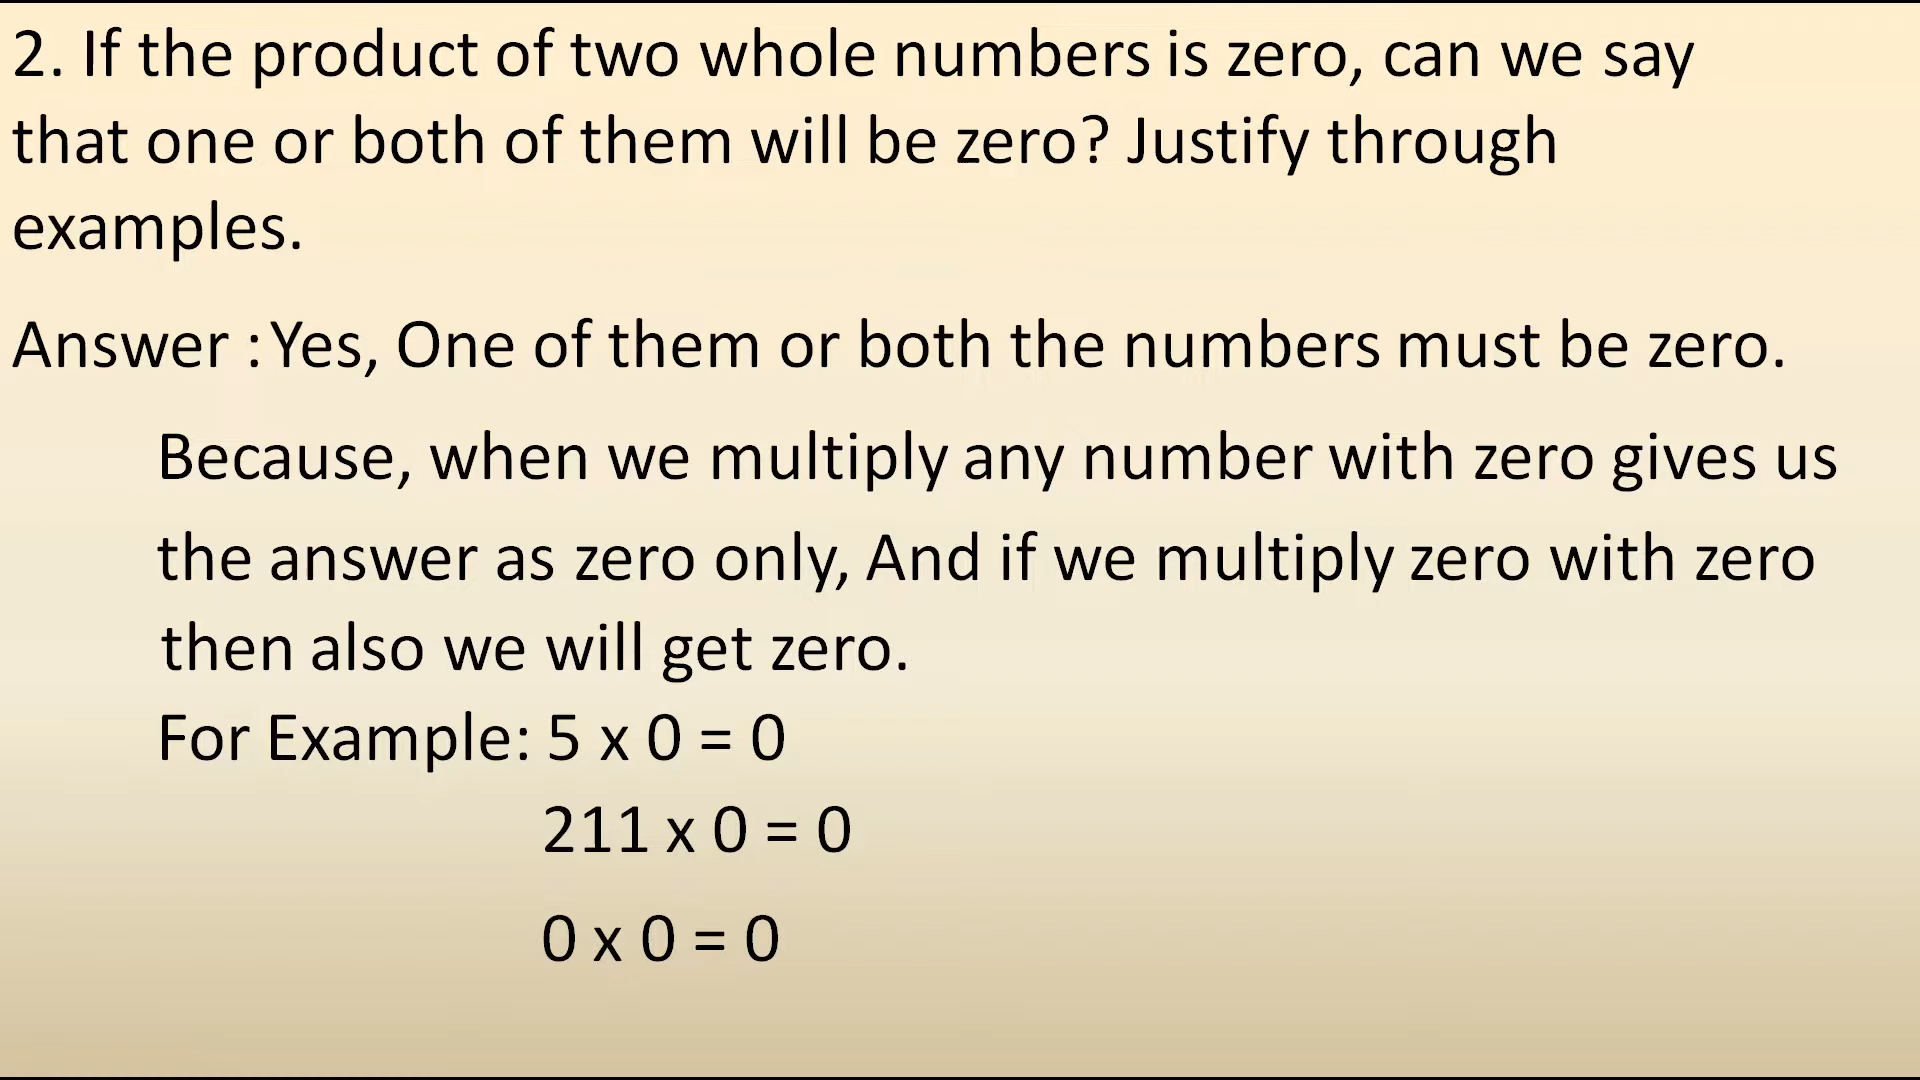 2. If the product of two whole numbers is zero, can we say
that one or both of them will be zero? Justify through
examples.
Answer : Yes, One of them or both the numbers must be zero.
Because, when we multiply any number with zero gives us
the answer as zero only, And if we multiply zero with zero
then also we will get zero.
For Example: 5 x 0 = 0
211 x 0 = 0
0 x 0 = 0